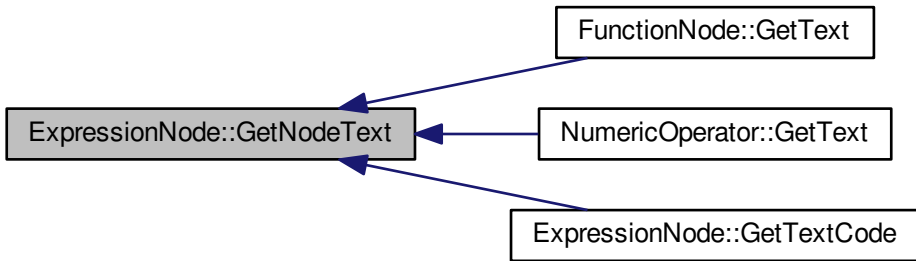 FunctionNode::GetText
ExpressionNode::GetNodeText
NumericOperator::GetText
ExpressionNode::GetTextCode